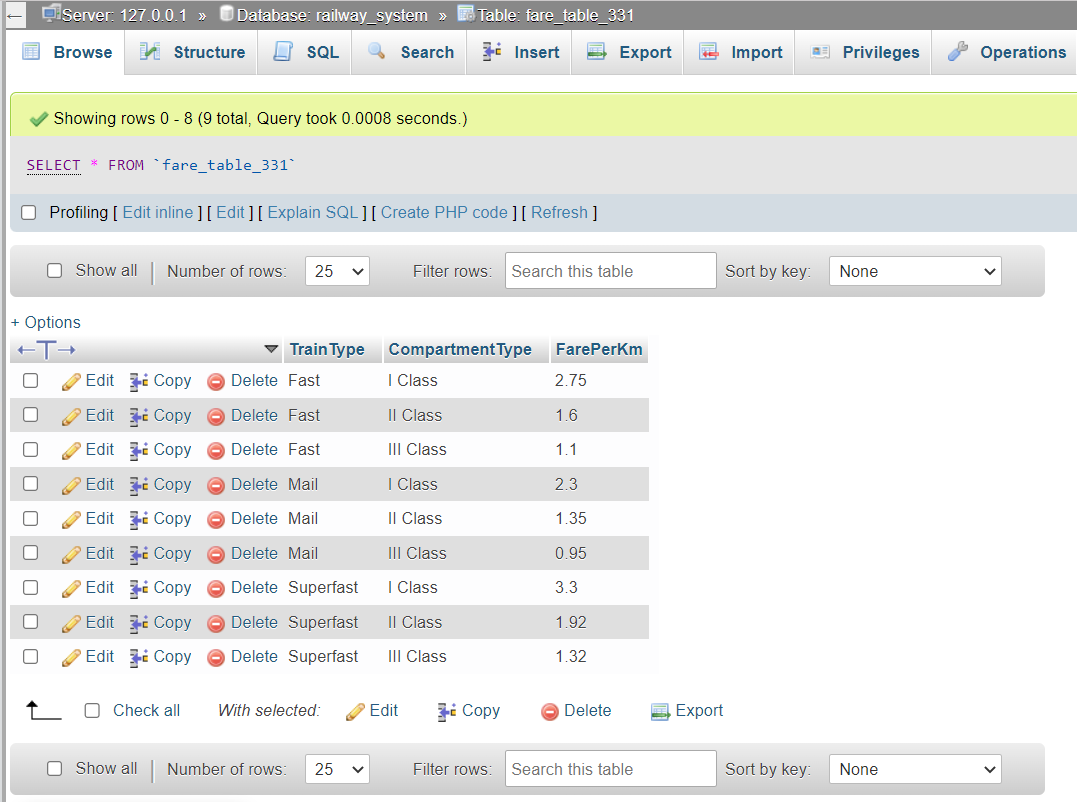 Server: 127.0.0.1 » Database: railway_system » Table: fare_table_331
Browse Structure SQL Search Insert Export Import Privileges Operations
Showing rows 0 - 8 (9 total, Query took 0.0008 seconds.)
SELECT * FROM `fare_table_331`
Profiling [ Edit inline ] [ Edit ] [ Explain SQL ] [ Create PHP code ] [ Refresh ]
Show all | Number of rows: 25 Filter rows: Search this table Sort by key: None
+ Options
←T→ TrainType CompartmentType FarePerKm
Edit Copy Delete Fast I Class 2.75
Edit Copy Delete Fast II Class 1.6
Edit Copy Delete Fast III Class 1.1
Edit Copy Delete Mail I Class 2.3
Edit Copy Delete Mail II Class 1.35
Edit Copy Delete Mail III Class 0.95
Edit Copy Delete Superfast I Class 3.3
Edit Copy Delete Superfast II Class 1.92
Edit Copy Delete Superfast III Class 1.32
Check all With selected: Edit Copy Delete Export
Show all | Number of rows: 25 Filter rows: Search this table Sort by key: None